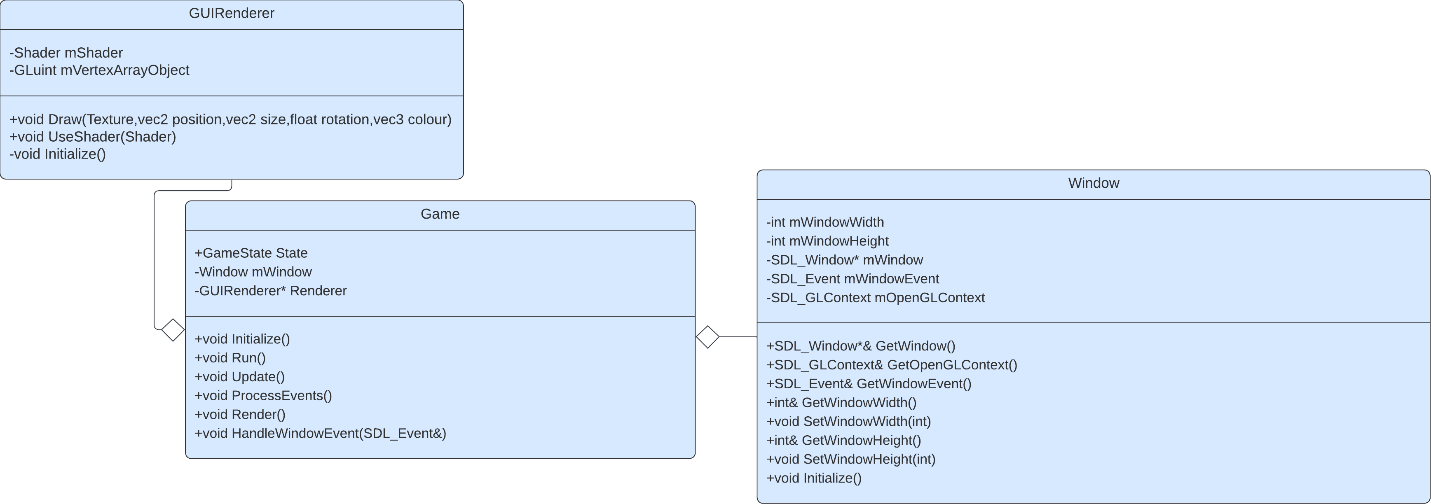 GUIRenderer
-Shader mShader
-GLuint mVertexArrayObject
+void Draw(Texture,vec2 position,vec2 size,float rotation,vec3 colour)
+void UseShader(Shader)
-void Initialize()
Game
+GameState State
-Window mWindow
-GUIRenderer* Renderer
+void Initialize()
+void Run()
+void Update()
+void ProcessEvents()
+void Render()
+void HandleWindowEvent(SDL_Event&)
Window
-int mWindowWidth
-int mWindowHeight
-SDL_Window* mWindow
-SDL_Event mWindowEvent
-SDL_GLContext mOpenGLContext
+SDL_Window*& GetWindow()
+SDL_GLContext& GetOpenGLContext()
+SDL_Event& GetWindowEvent()
+int& GetWindowWidth()
+void SetWindowWidth(int)
+int& GetWindowHeight()
+void SetWindowHeight(int)
+void Initialize()